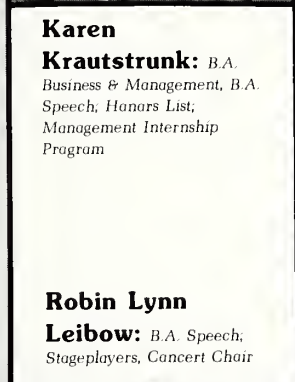 Karen
Krautstrunk: B.A.
Business & Management, B.A.
Speech; Honors List;
Management Internship
Program
Robin Lynn
Leibow: B.A. Speech;
Stageplayers, Concert Choir